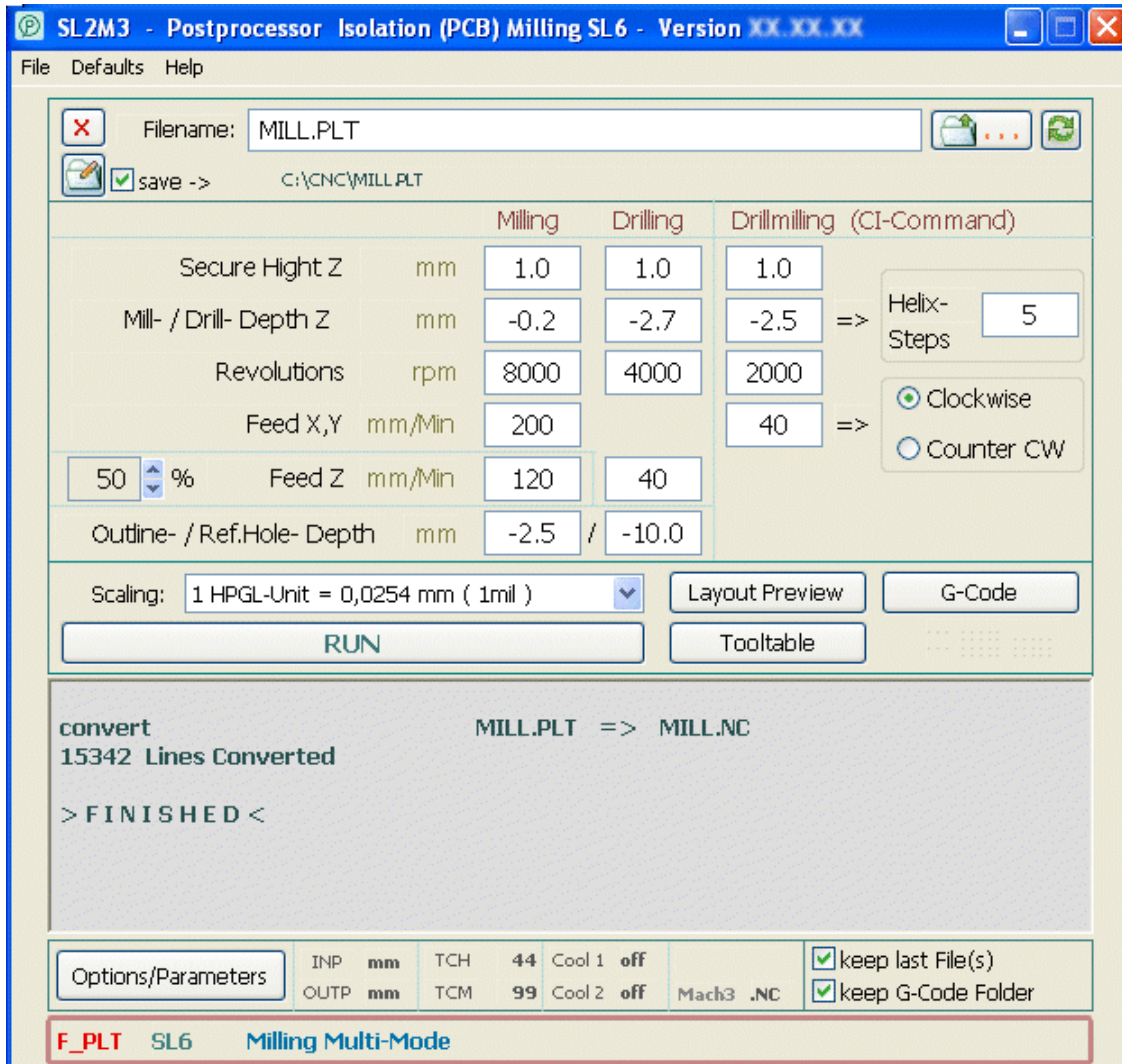 SL2M3 - Postprocessor Isolation (PCB) Milling SL6 - Version XX.XX.XX
File Defaults Help
Filename: MILL.PLT ...
save -> C:\CNC\MILL.PLT
Milling Drilling Drillmilling (CI-Command)
Secure Hight Z mm 1.0 1.0 1.0
Mill- / Drill- Depth Z mm -0.2 -2.7 -2.5 => Helix-Steps 5
Revolutions rpm 8000 4000 2000
Clockwise
Feed X,Y mm/Min 200 40 =>
Counter CW
50 % Feed Z mm/Min 120 40
Outline- / Ref.Hole- Depth mm -2.5 / -10.0
Scaling: 1 HPGL-Unit = 0,0254 mm ( 1mil ) Layout Preview G-Code
RUN Tooltable
convert MILL.PLT => MILL.NC
15342 Lines Converted
> F I N I S H E D <
Options/Parameters INP mm TCH 44 Cool 1 off keep last File(s)
OUTP mm TCM 99 Cool 2 off Mach3 .NC keep G-Code Folder
F_PLT SL6 Milling Multi-Mode